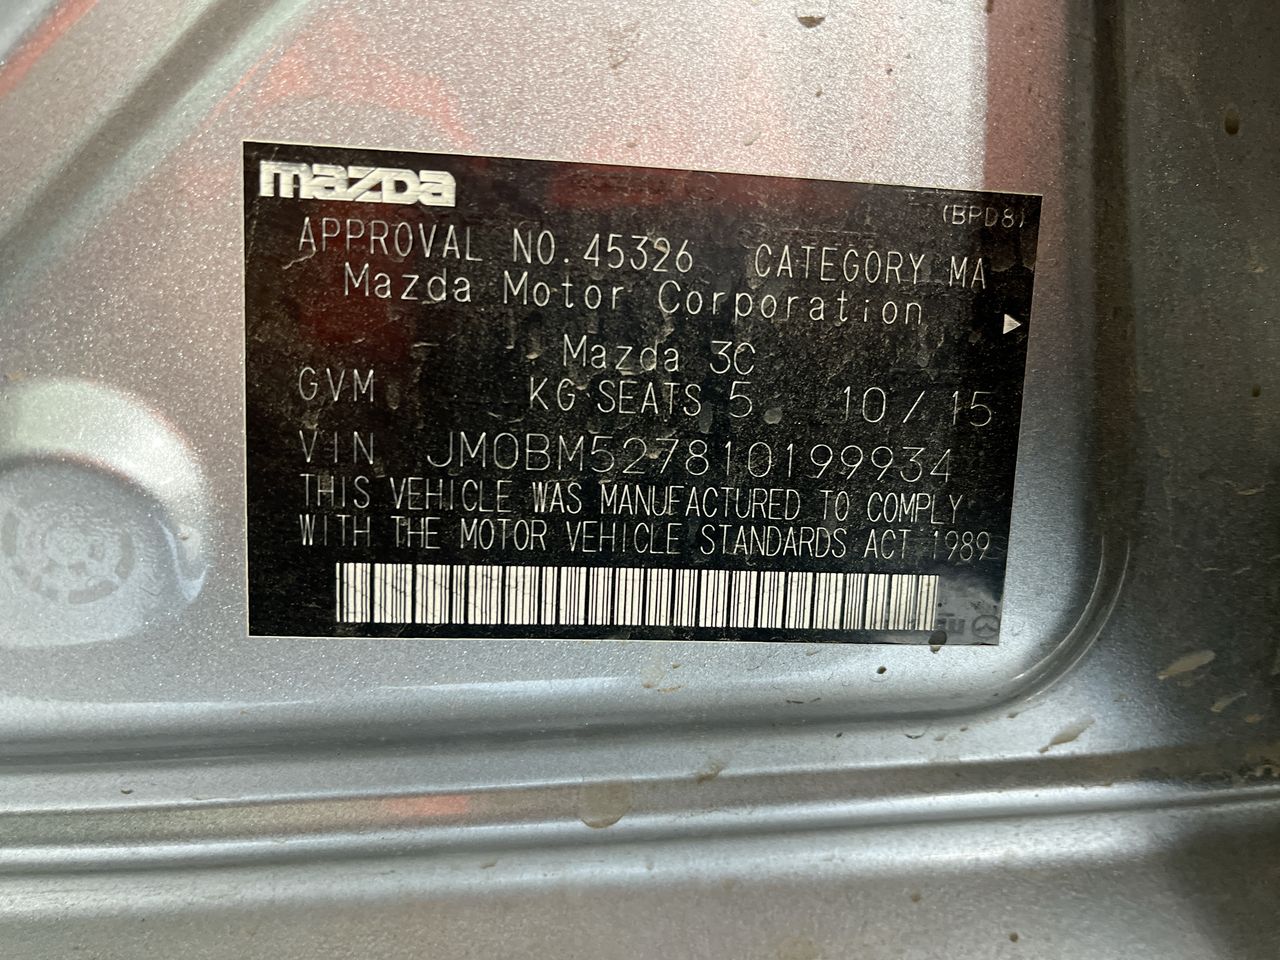 mazda
(BPD8)
APPROVAL NO. 45326 CATEGORY MA
Mazda Motor Corporation
Mazda 3C
GVM KG SEATS 5 10/15
VIN JM0BM527810199934
THIS VEHICLE WAS MANUFACTURED TO COMPLY
WITH THE MOTOR VEHICLE STANDARDS ACT 1989